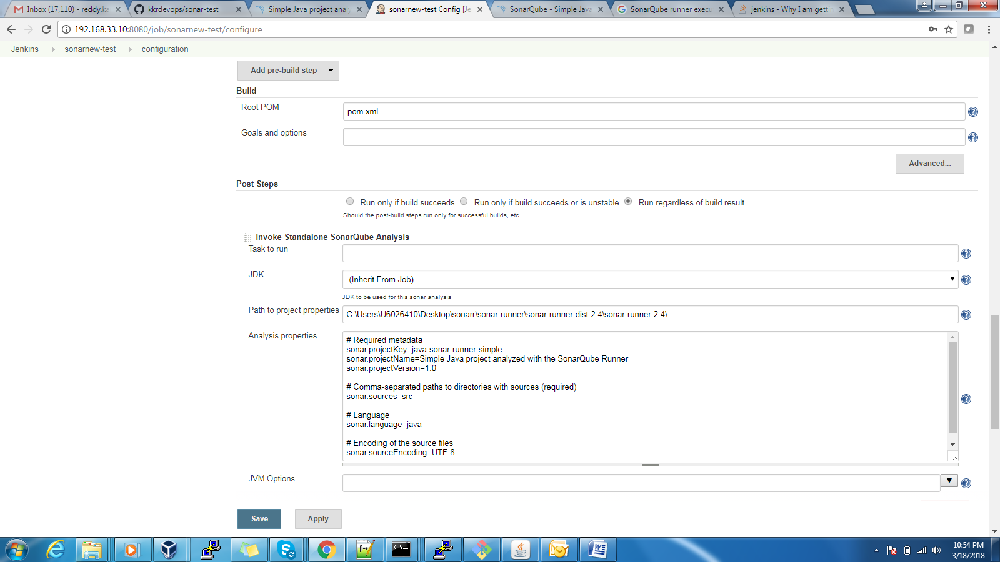 Inbox (17,110) - reddy.ka
kkrdevops/sonar-test
Simple Java project anal
sonarnew-test Config [Je
SonarQube - Simple Java
SonarQube runner execu
jenkins - Why I am gettin
192.168.33.10:8080/job/sonarnew-test/configure
Jenkins sonarnew-test configuration
Add pre-build step
Build
Root POM
pom.xml
Goals and options
Advanced...
Post Steps
Run only if build succeeds Run only if build succeeds or is unstable Run regardless of build result
Should the post-build steps run only for successful builds, etc.
Invoke Standalone SonarQube Analysis
Task to run
JDK
(Inherit From Job)
JDK to be used for this sonar analysis
Path to project properties
C:\Users\U6026410\Desktop\sonarr\sonar-runner\sonar-runner-dist-2.4\sonar-runner-2.4\
Analysis properties
# Required metadata
sonar.projectKey=java-sonar-runner-simple
sonar.projectName=Simple Java project analyzed with the SonarQube Runner
sonar.projectVersion=1.0
# Comma-separated paths to directories with sources (required)
sonar.sources=src
# Language
sonar.language=java
# Encoding of the source files
sonar.sourceEncoding=UTF-8
JVM Options
Save
Apply
10:54 PM
3/18/2018